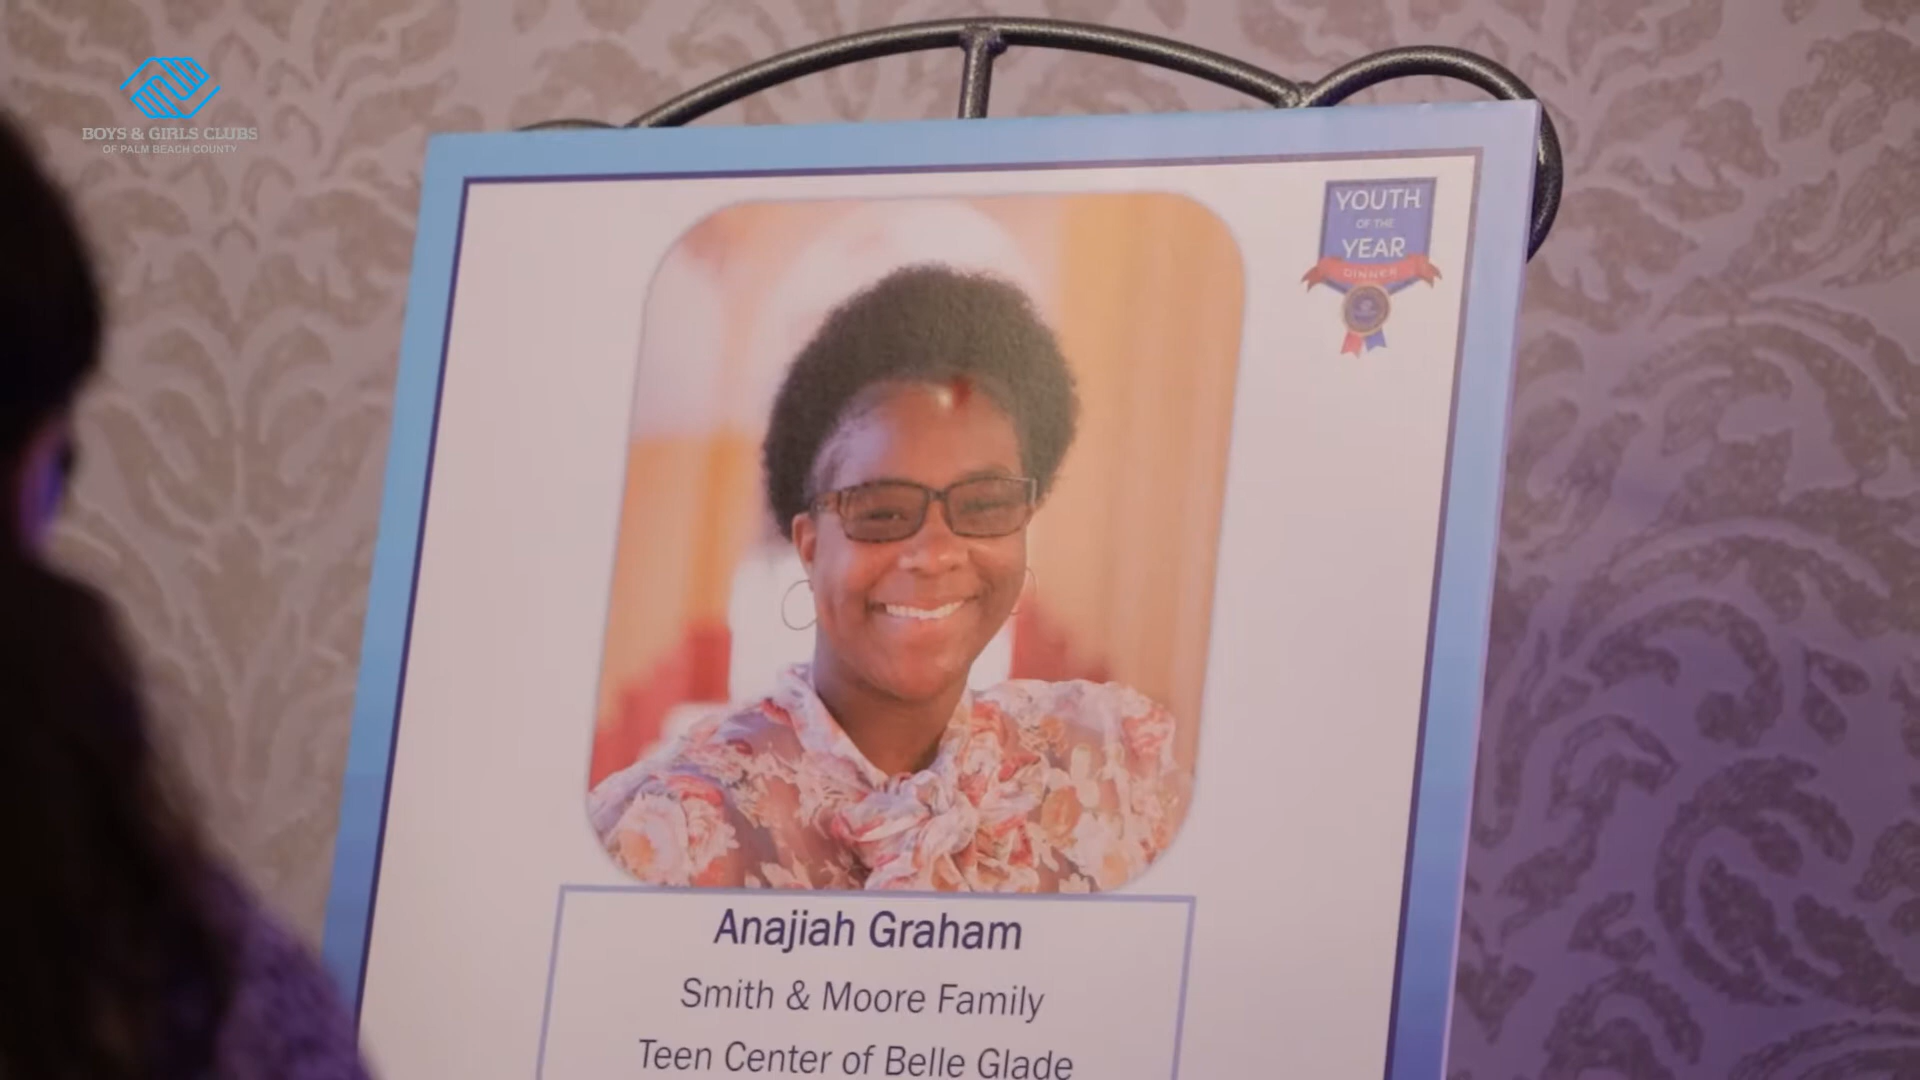 BOYS & GIRLS CLUBS
OF PALM BEACH COUNTY
YOUTH
OF THE
YEAR
DINNER
Anajiah Graham
Smith & Moore Family
Teen Center of Belle Glade